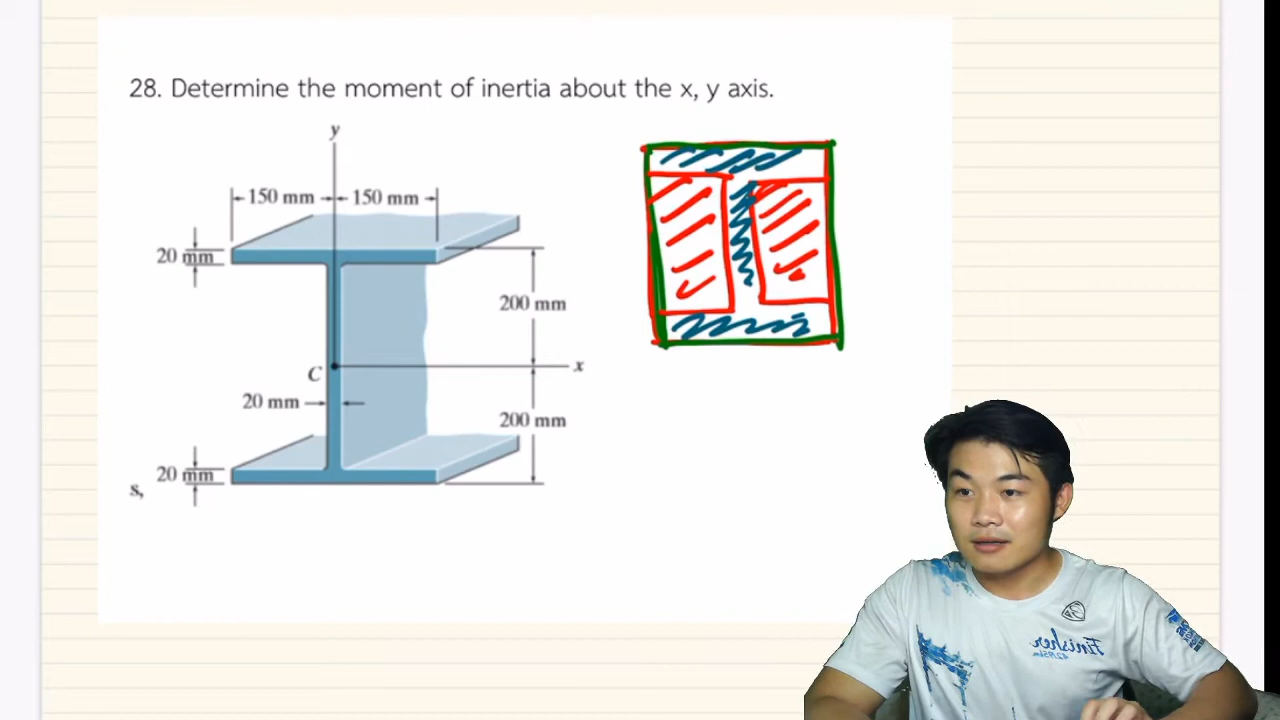 28. Determine the moment of inertia about the x, y axis.
y
150 mm 150 mm
20 mm
200 mm
C x
20 mm
200 mm
20 mm
s,
Finisher